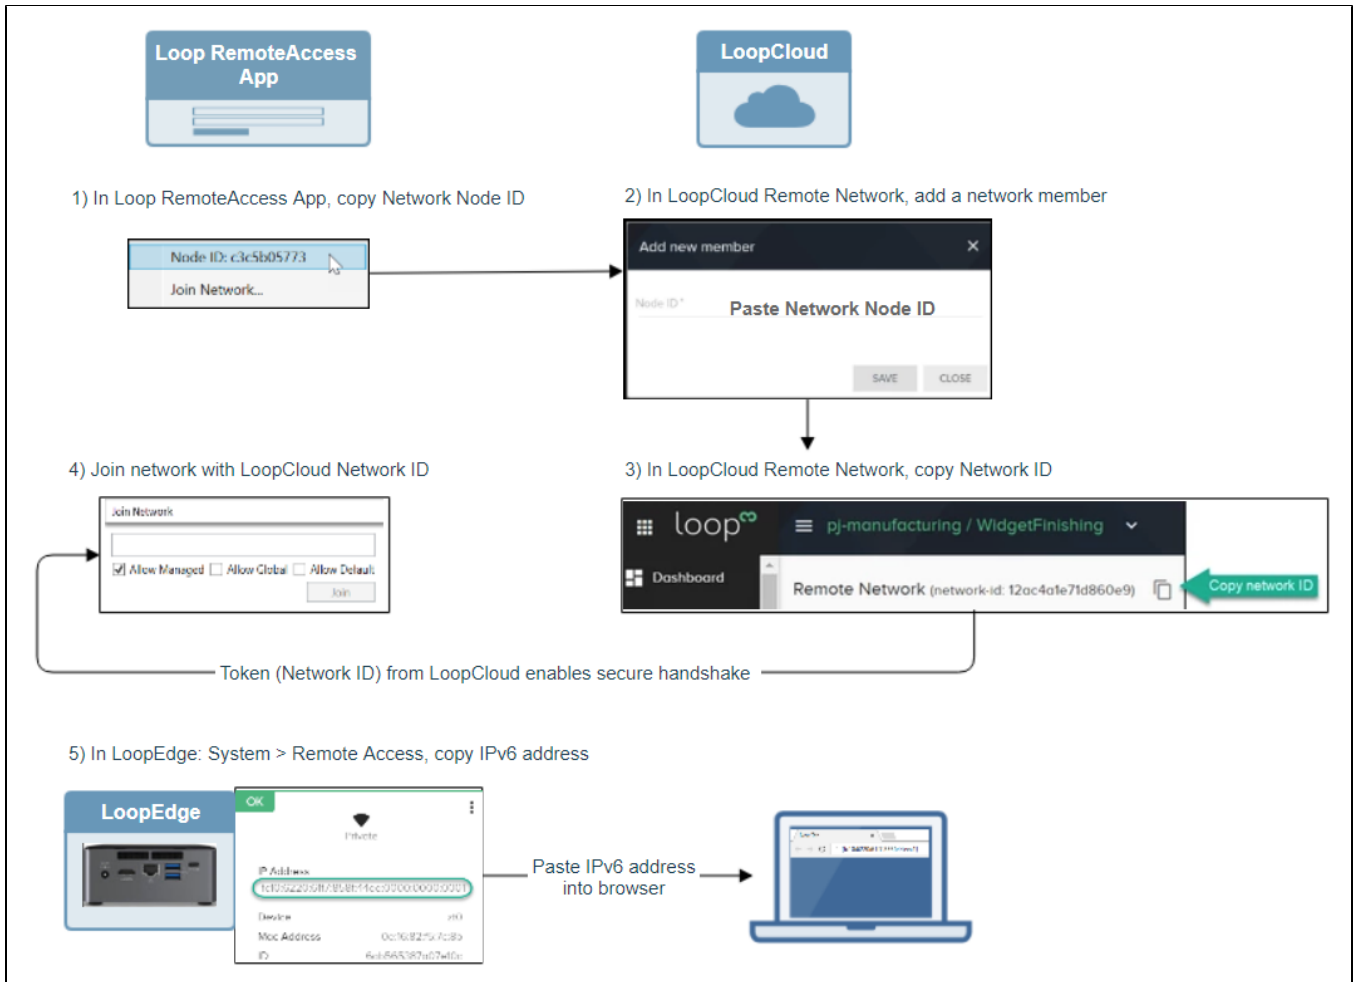 Loop RemoteAccess
App
LoopCloud
1) In Loop RemoteAccess App, copy Network Node ID
2) In LoopCloud Remote Network, add a network member
Node ID: c3c5b05773
Join Network...
Add new member
Node ID*
Paste Network Node ID
SAVE CLOSE
4) Join network with LoopCloud Network ID
3) In LoopCloud Remote Network, copy Network ID
Join Network
Allow Managed Allow Global Allow Default
Join
loop
pj-manufacturing / WidgetFinishing
Dashboard
Remote Network (network-id: 12ac4a1e71d860e9)
Copy network ID
Token (Network ID) from LoopCloud enables secure handshake
5) In LoopEdge: System > Remote Access, copy IPv6 address
LoopEdge
OK
Private
IP Address
Device
Mac Address
ID
Paste IPv6 address
into browser